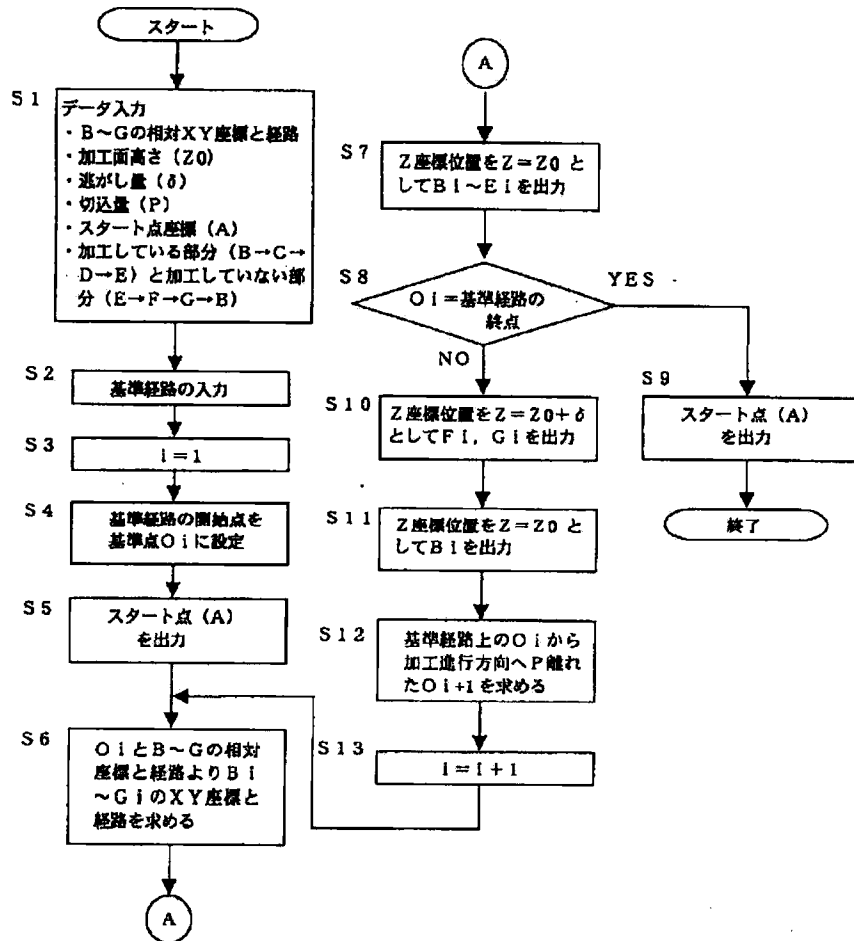 スタート
S1
データ入力
・B~Gの相対XY座標と経路
・加工面高さ(Z0)
・逃がし量(δ)
・切込量(P)
・スタート点座標(A)
・加工している部分(B→C→
D→E)と加工していない部
分(E→F→G→B)
S2
基準経路の入力
S3
i=1
S4
基準経路の開始点を
基準点Oiに設定
S5
スタート点(A)
を出力
S6
OiとB~Gの相対
座標と経路よりBi
~GiのXY座標と
経路を求める
A
A
S7
Z座標位置をZ=Z0と
してBi~Eiを出力
S8
Oi=基準経路の
終点
YES
NO
S9
スタート点(A)
を出力
終了
S10
Z座標位置をZ=Z0+δ
としてFi,Giを出力
S11
Z座標位置をZ=Z0と
してBiを出力
S12
基準経路上のOiから
加工進行方向へP離れ
たOi+1を求める
S13
i=i+1